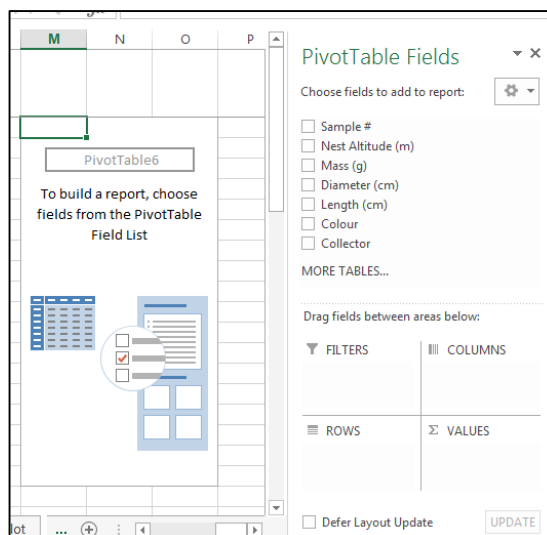 M N O P
PivotTable6
To build a report, choose
fields from the PivotTable
Field List
PivotTable Fields
Choose fields to add to report:
Sample #
Nest Altitude (m)
Mass (g)
Diameter (cm)
Length (cm)
Colour
Collector
MORE TABLES...
Drag fields between areas below:
FILTERS
COLUMNS
ROWS
Σ VALUES
Defer Layout Update
UPDATE
...